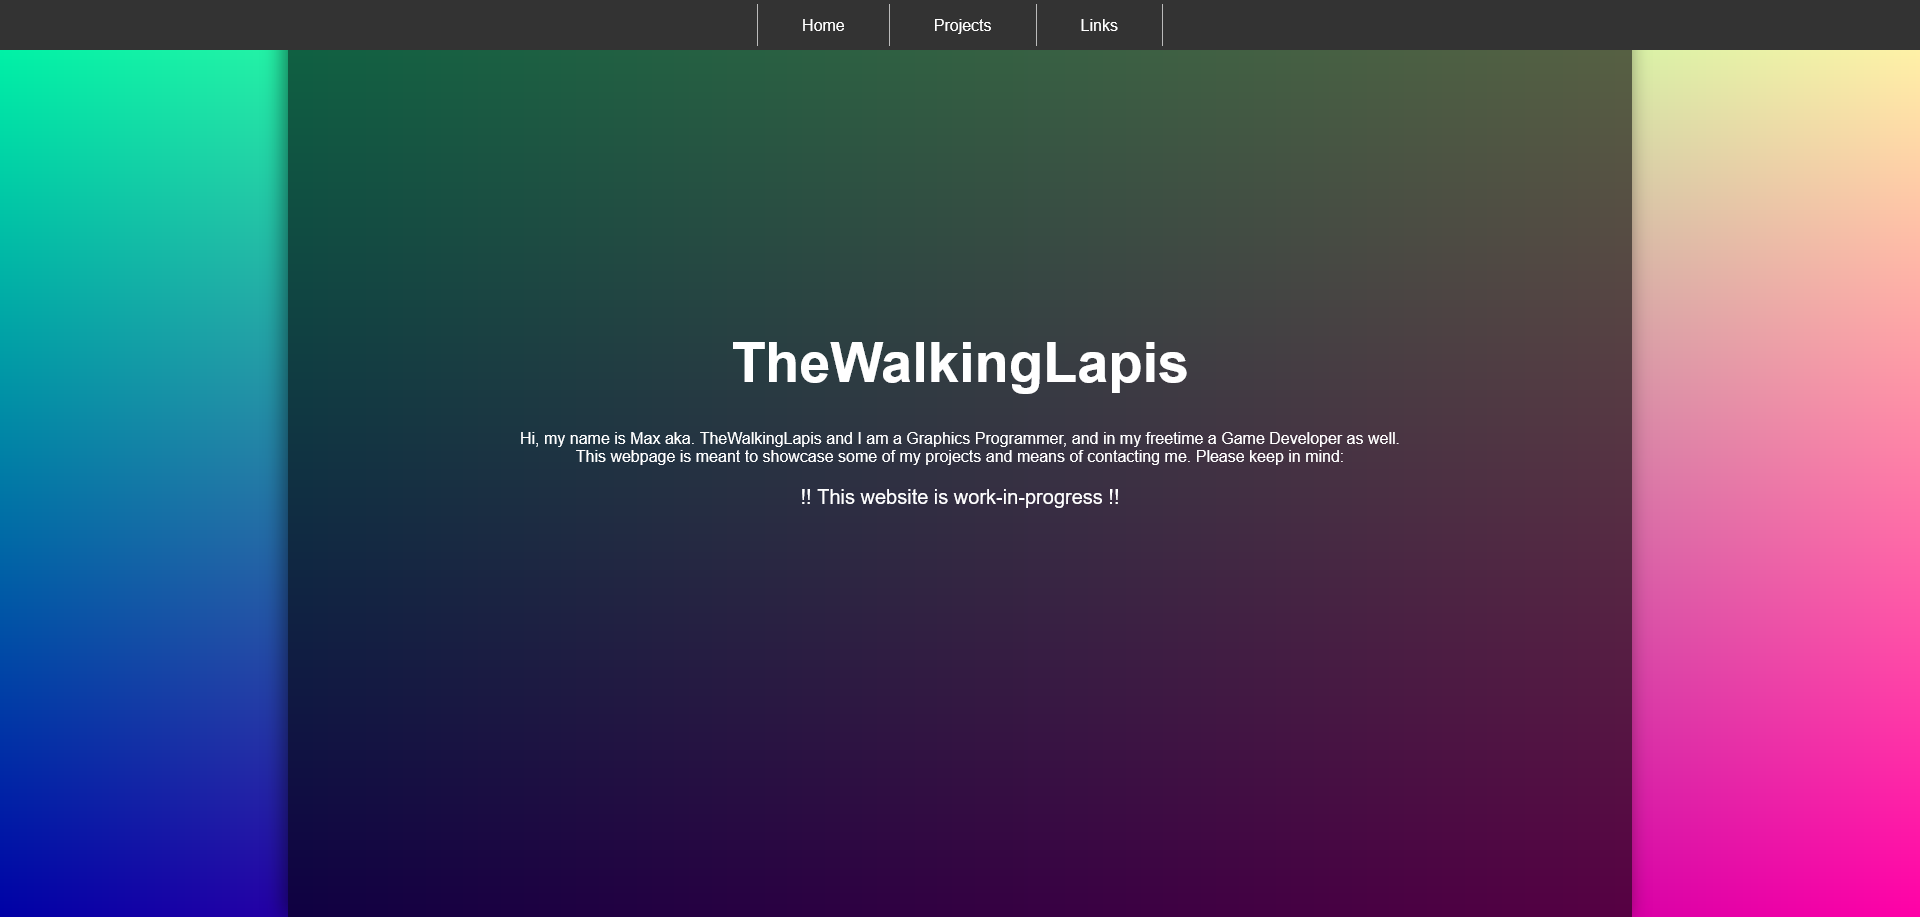 Home
Projects
Links
TheWalkingLapis
Hi, my name is Max aka. TheWalkingLapis and I am a Graphics Programmer, and in my freetime a Game Developer as well.
This webpage is meant to showcase some of my projects and means of contacting me. Please keep in mind:
!! This website is work-in-progress !!